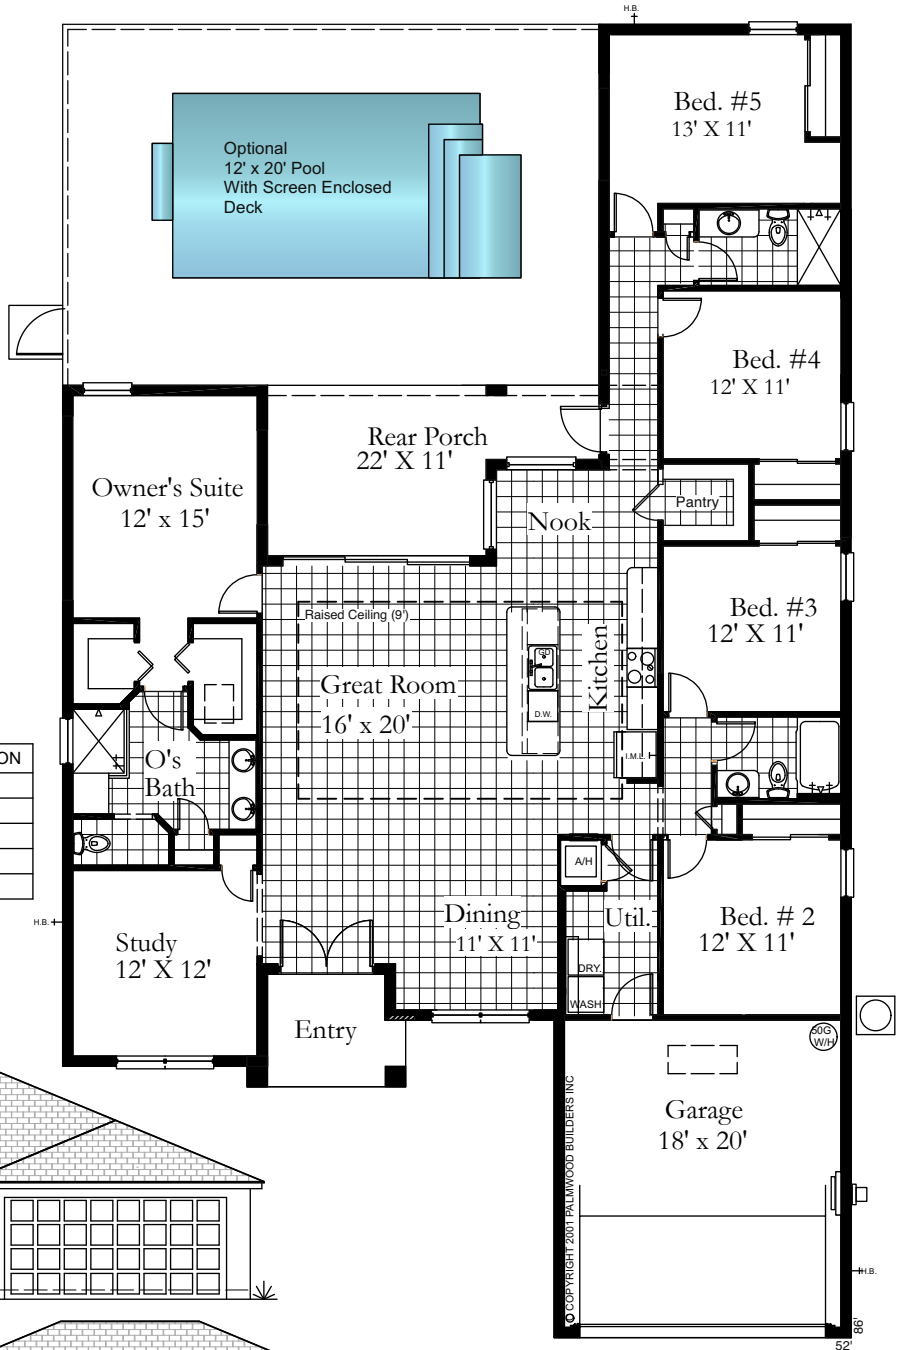 H.B.
Bed. #5
13' X 11'
Optional
12' x 20' Pool
With Screen Enclosed
Deck
Bed. #4
12' X 11'
Rear Porch
22' X 11'
Owner's Suite
12' x 15'
Nook
Pantry
Raised Ceiling (9')
Bed. #3
12' X 11'
Kitchen
GD
D.W.
Great Room
16' x 20'
I.M.L.
O's
Bath
ON
A/H
H.B.
Study
12' X 12'
Dining
11' X 11'
Util.
Bed. # 2
12' X 11'
DRY.
WASH
Entry
50G
W/H
Garage
18' x 20'
© COPYRIGHT 2001 PALMWOOD BUILDERS INC
H.B.
86'
52'